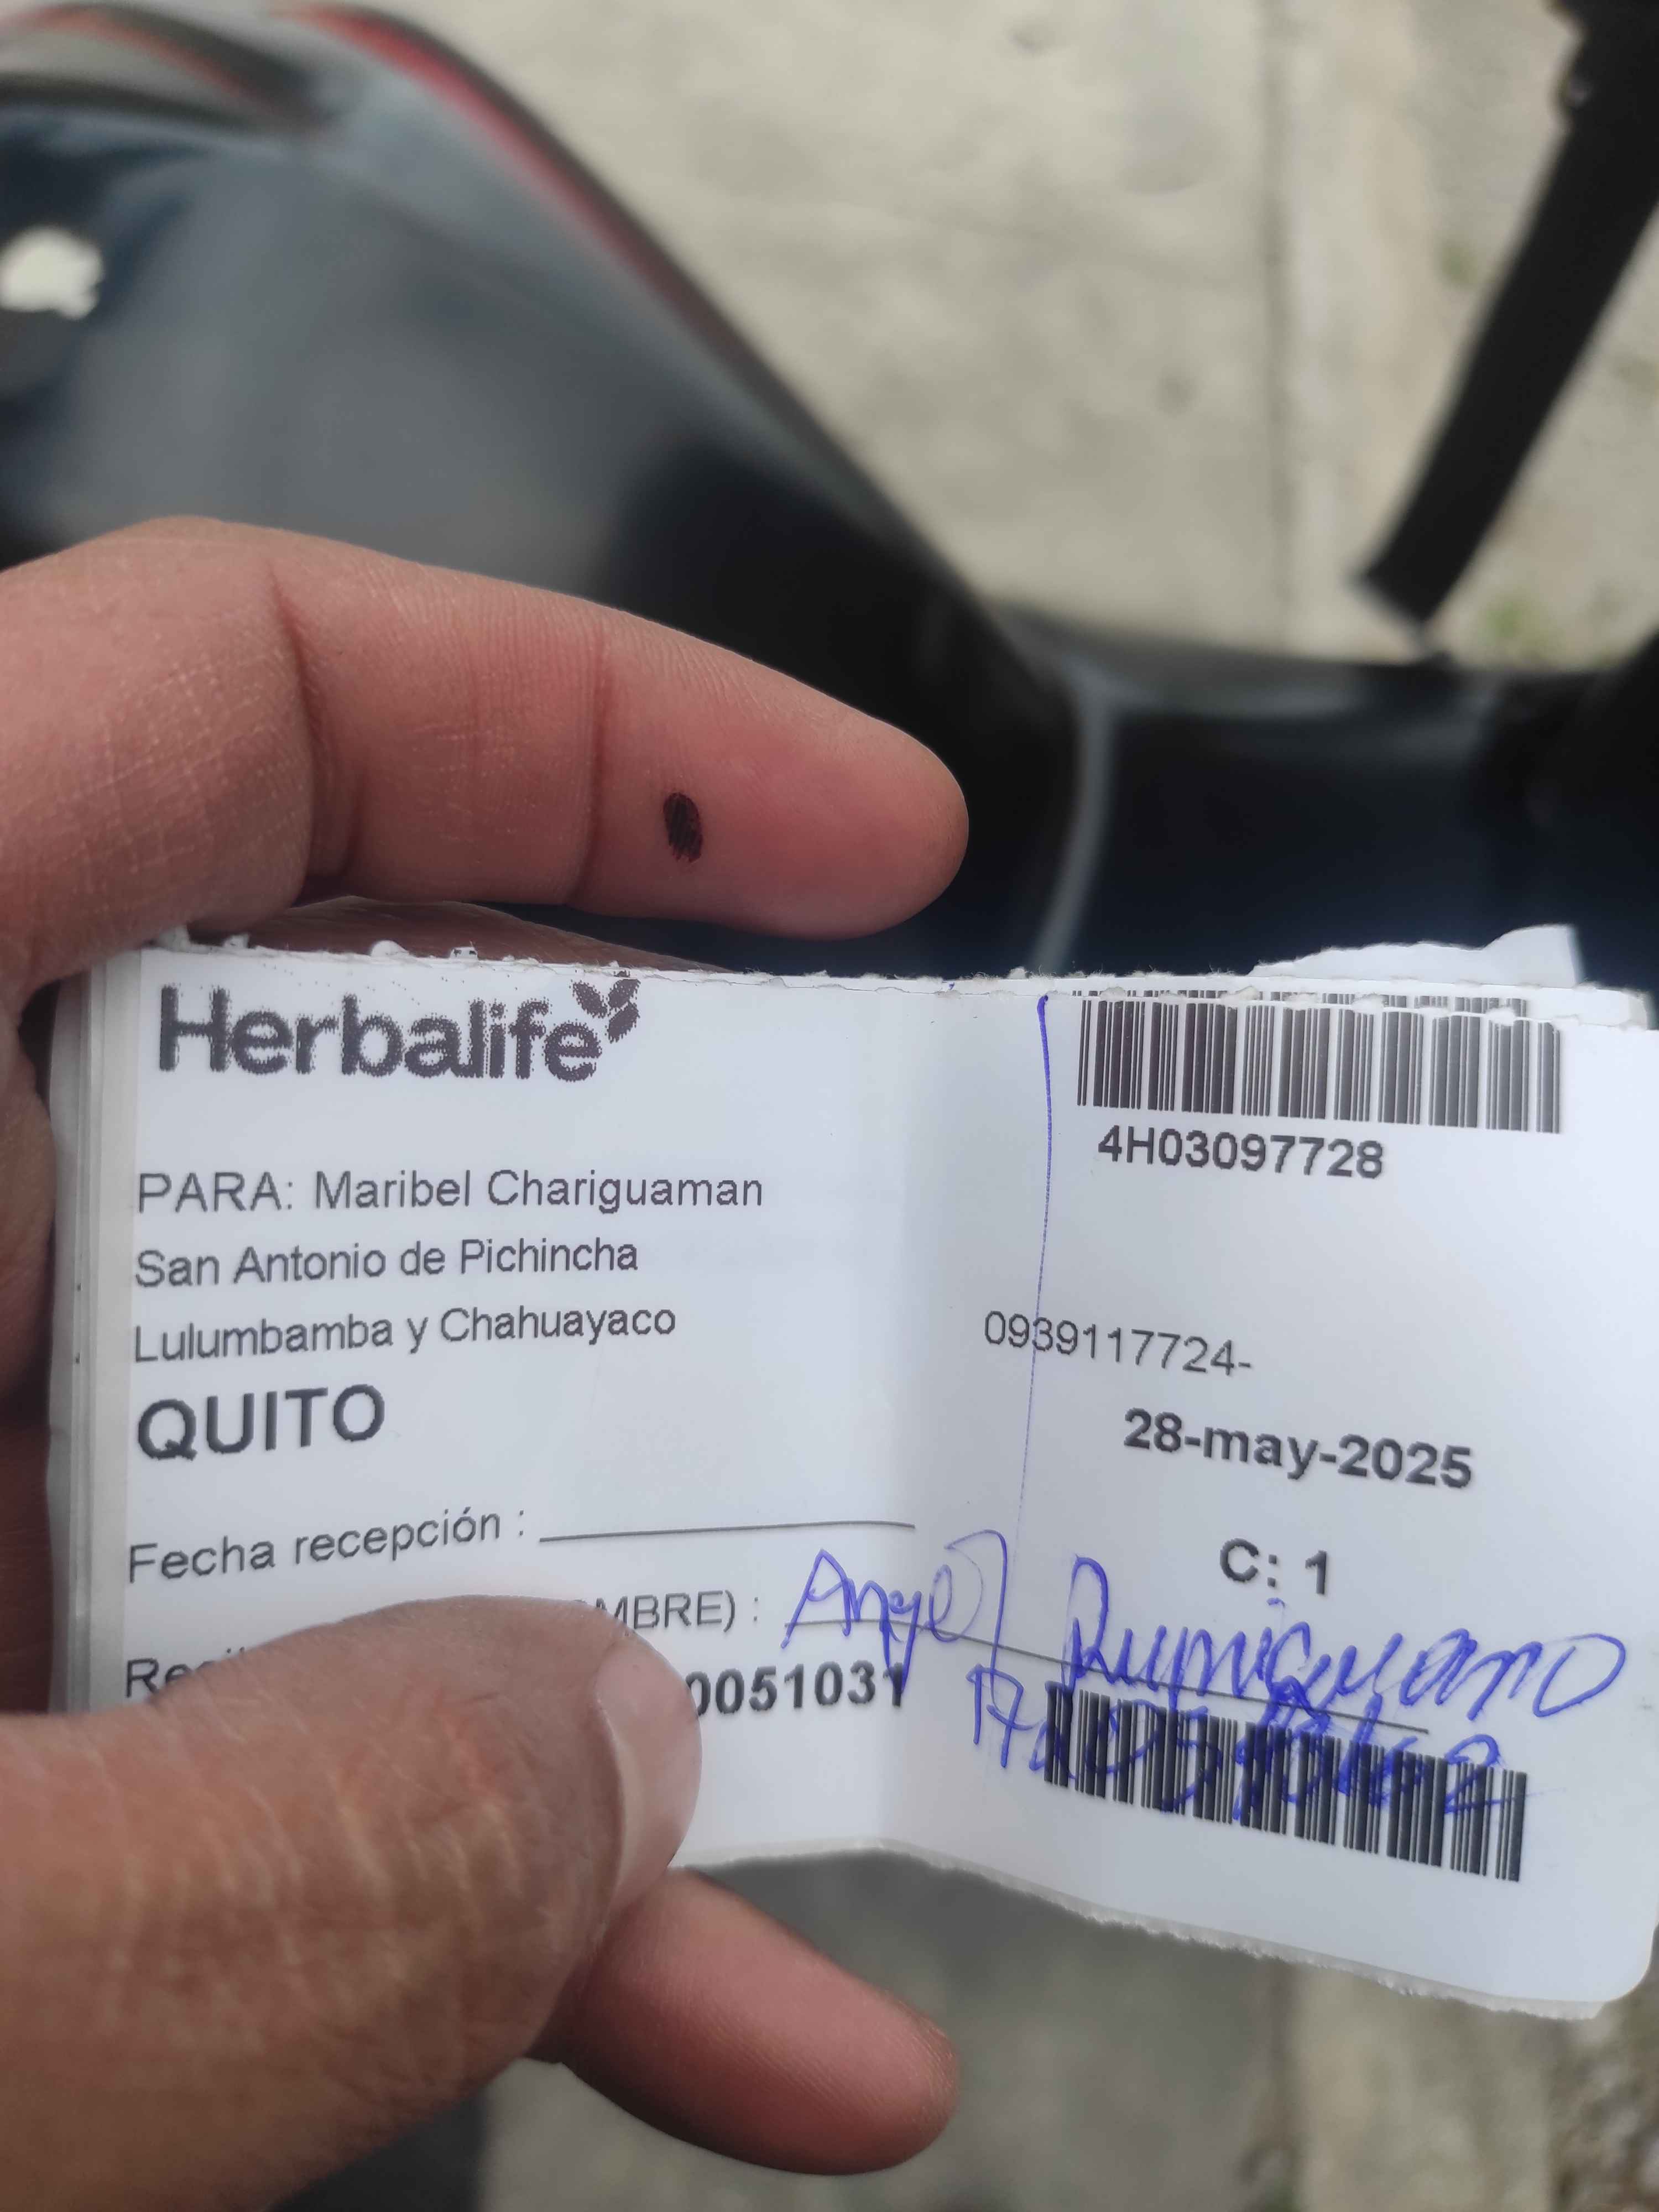 Herbalife
4H03097728
PARA: Maribel Chariguaman
San Antonio de Pichincha
Lulumbamba y Chahuayaco
0939117724-
QUITO
28-may-2025
Fecha recepción :
C: 1
MBRE) : Angel
0051031